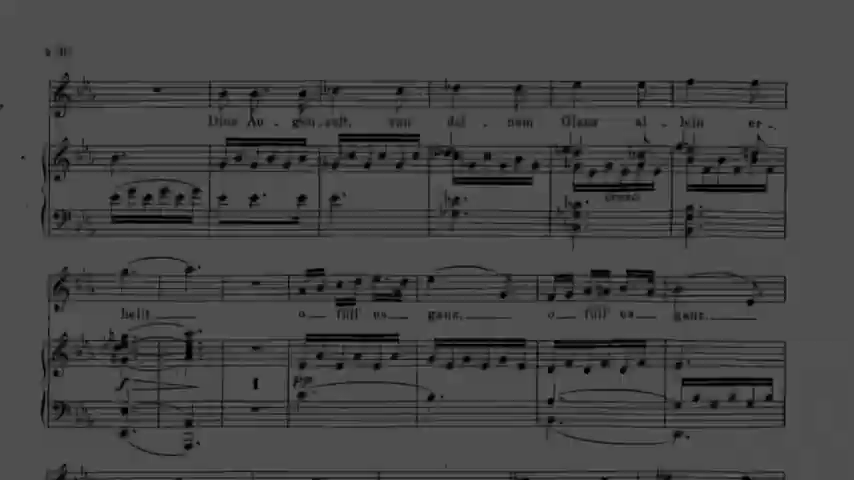 Dies Au - gen-zelt, von dei - nem Glanz al - lein er -
cresc.
hellt, o füll' es ganz, o füll' es ganz.
f pp